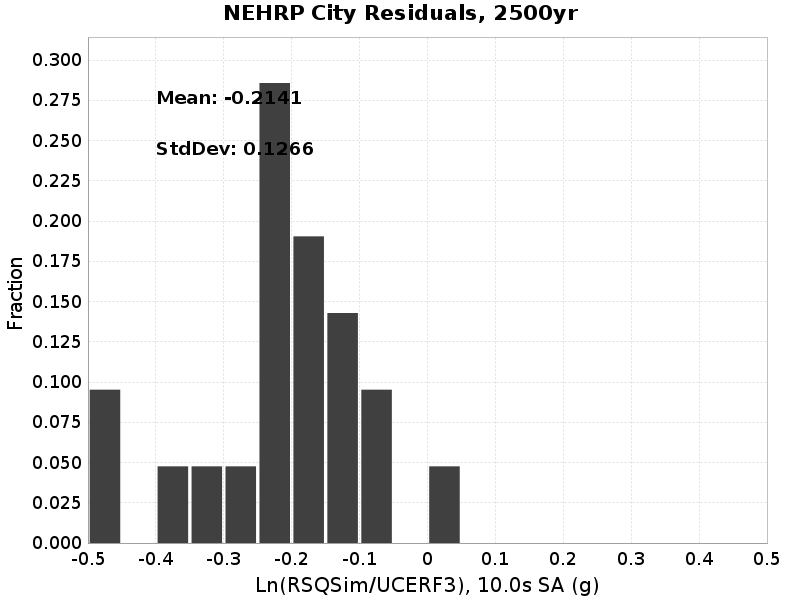 NEHRP City Residuals, 2500yr
0.300
0.275
0.250
0.225
0.200
0.175
0.150
0.125
0.100
0.075
0.050
0.025
0.000
Fraction
Mean: -0.2141
StdDev: 0.1266
-0.5 -0.4 -0.3 -0.2 -0.1 0 0.1 0.2 0.3 0.4 0.5
Ln(RSQSim/UCERF3), 10.0s SA (g)